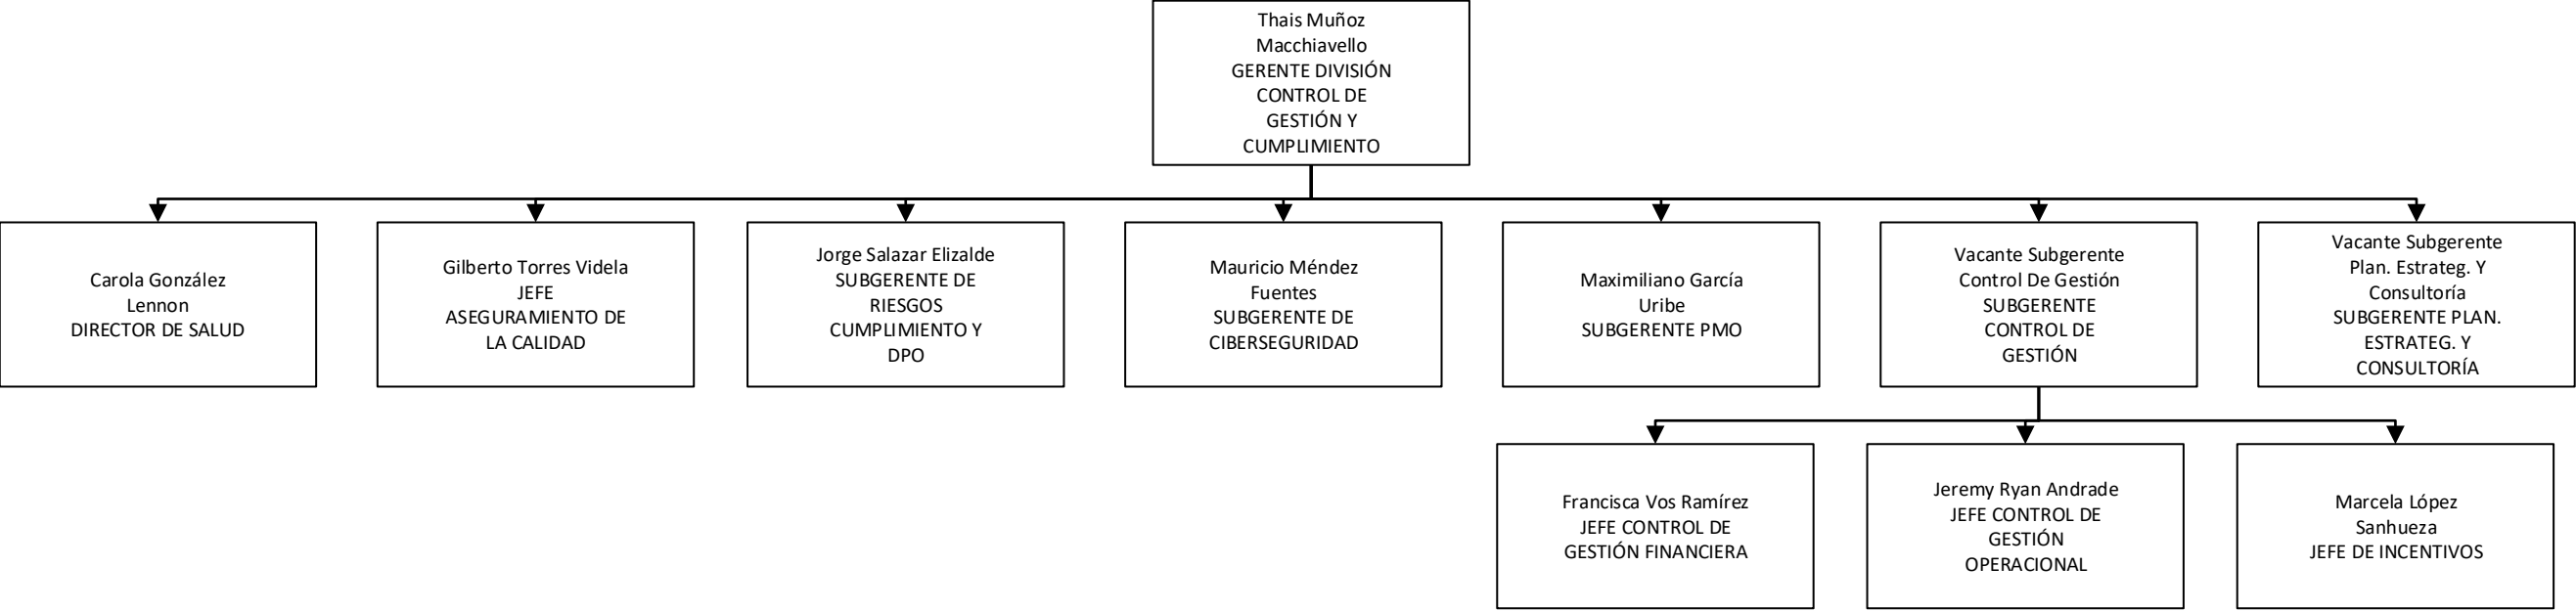 Thais Muñoz
Macchiavello
GERENTE DIVISIÓN
CONTROL DE
GESTIÓN Y
CUMPLIMIENTO
Carola González
Lennon
DIRECTOR DE SALUD
Gilberto Torres Videla
JEFE
ASEGURAMIENTO DE
LA CALIDAD
Jorge Salazar Elizalde
SUBGERENTE DE
RIESGOS
CUMPLIMIENTO Y
DPO
Mauricio Méndez
Fuentes
SUBGERENTE DE
CIBERSEGURIDAD
Maximiliano García
Uribe
SUBGERENTE PMO
Vacante Subgerente
Control De Gestión
SUBGERENTE
CONTROL DE
GESTIÓN
Vacante Subgerente
Plan. Estrateg. Y
Consultoría
SUBGERENTE PLAN.
ESTRATEG. Y
CONSULTORÍA
Francisca Vos Ramírez
JEFE CONTROL DE
GESTIÓN FINANCIERA
Jeremy Ryan Andrade
JEFE CONTROL DE
GESTIÓN
OPERACIONAL
Marcela López
Sanhueza
JEFE DE INCENTIVOS